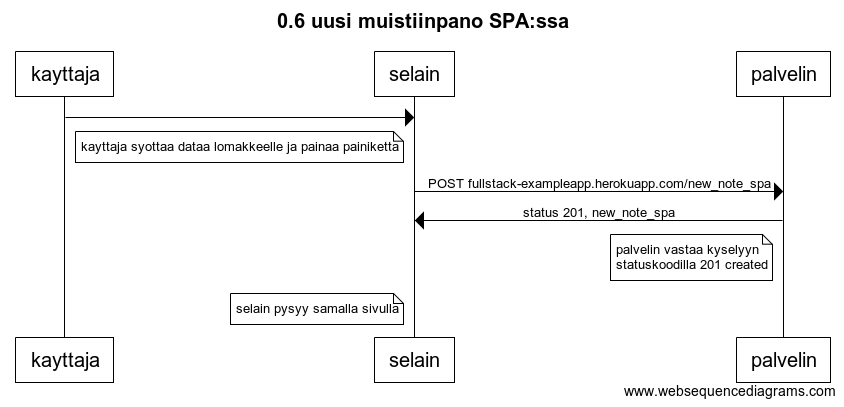 0.6 uusi muistiinpano SPA:ssa
kayttaja
selain
palvelin
kayttaja syottaa dataa lomakkeelle ja painaa painiketta
POST fullstack-exampleapp.herokuapp.com/new_note_spa
status 201, new_note_spa
palvelin vastaa kyselyyn
statuskoodilla 201 created
selain pysyy samalla sivulla
kayttaja
selain
palvelin
www.websequencediagrams.com